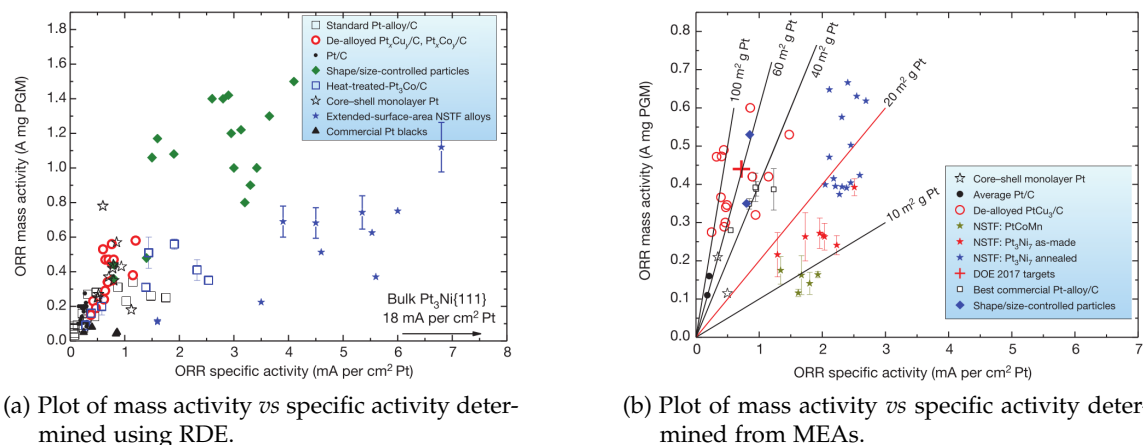 ORR mass activity (A mg PGM)
1.8
1.6
1.4
1.2
1.0
0.8
0.6
0.4
0.2
0.0
Standard Pt-alloy/C
De-alloyed PtₓCuᵧ/C, PtₓCoᵧ/C
Pt/C
Shape/size-controlled particles
Heat-treated-Pt₃Co/C
Core–shell monolayer Pt
Extended-surface-area NSTF alloys
Commercial Pt blacks
Bulk Pt₃Ni{111}
18 mA per cm² Pt
0 1 2 3 4 5 6 7 8
ORR specific activity (mA per cm² Pt)
(a) Plot of mass activity vs specific activity deter-
mined using RDE.
ORR mass activity (A mg PGM)
0.8
0.7
0.6
0.5
0.4
0.3
0.2
0.1
0.0
100 m² g Pt
60 m² g Pt
40 m² g Pt
20 m² g Pt
10 m² g Pt
Core–shell monolayer Pt
Average Pt/C
De-alloyed PtCu₃/C
NSTF: PtCoMn
NSTF: Pt₃Ni₇ as-made
NSTF: Pt₃Ni₇ annealed
DOE 2017 targets
Best commercial Pt-alloy/C
Shape/size-controlled particles
0 1 2 3 4 5 6 7
ORR specific activity (mA per cm² Pt)
(b) Plot of mass activity vs specific activity deter-
mined from MEAs.